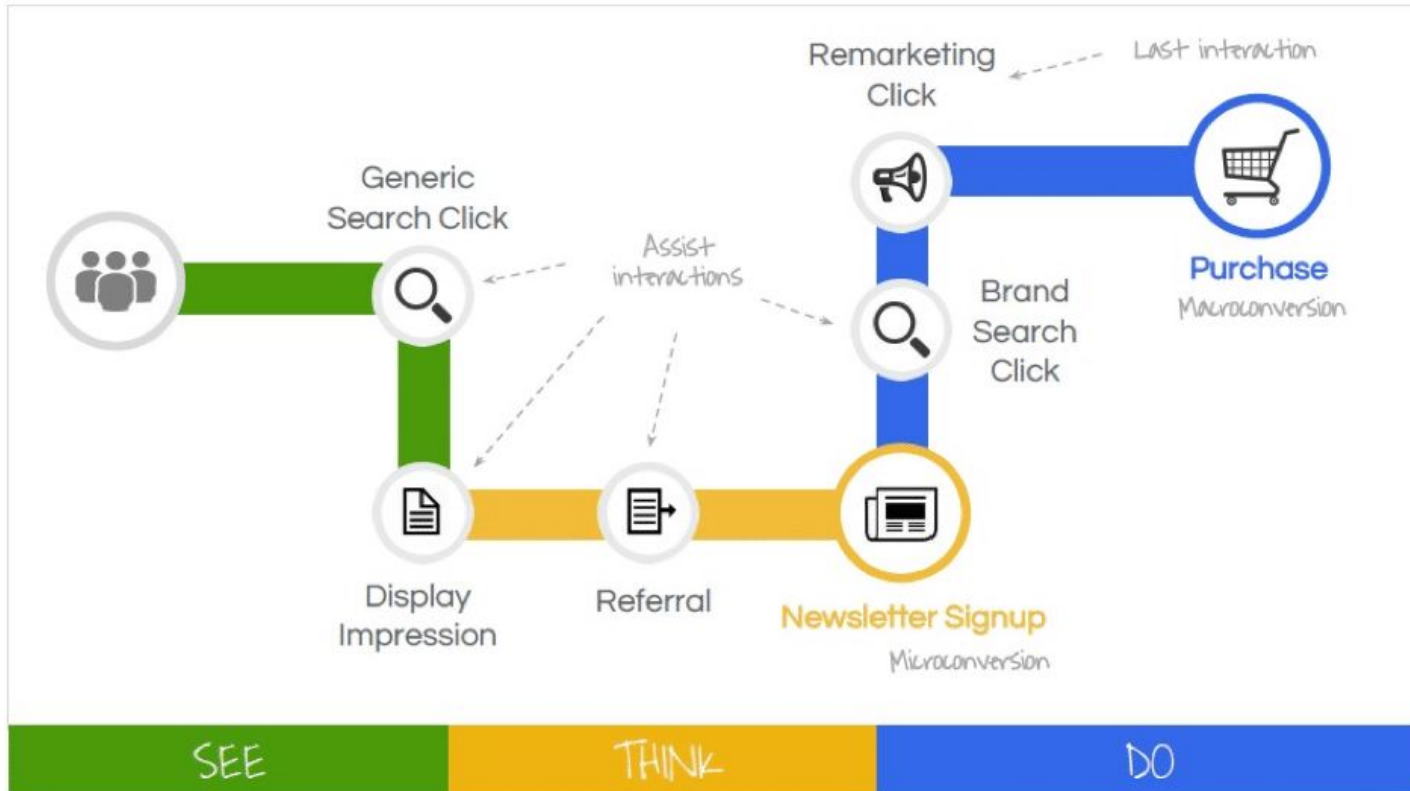 Remarketing
Click
Last interaction
Generic
Search Click
Assist
interactions
Purchase
Macroconversion
Brand
Search
Click
Display
Impression
Referral
Newsletter Signup
Microconversion
SEE
THINK
DO